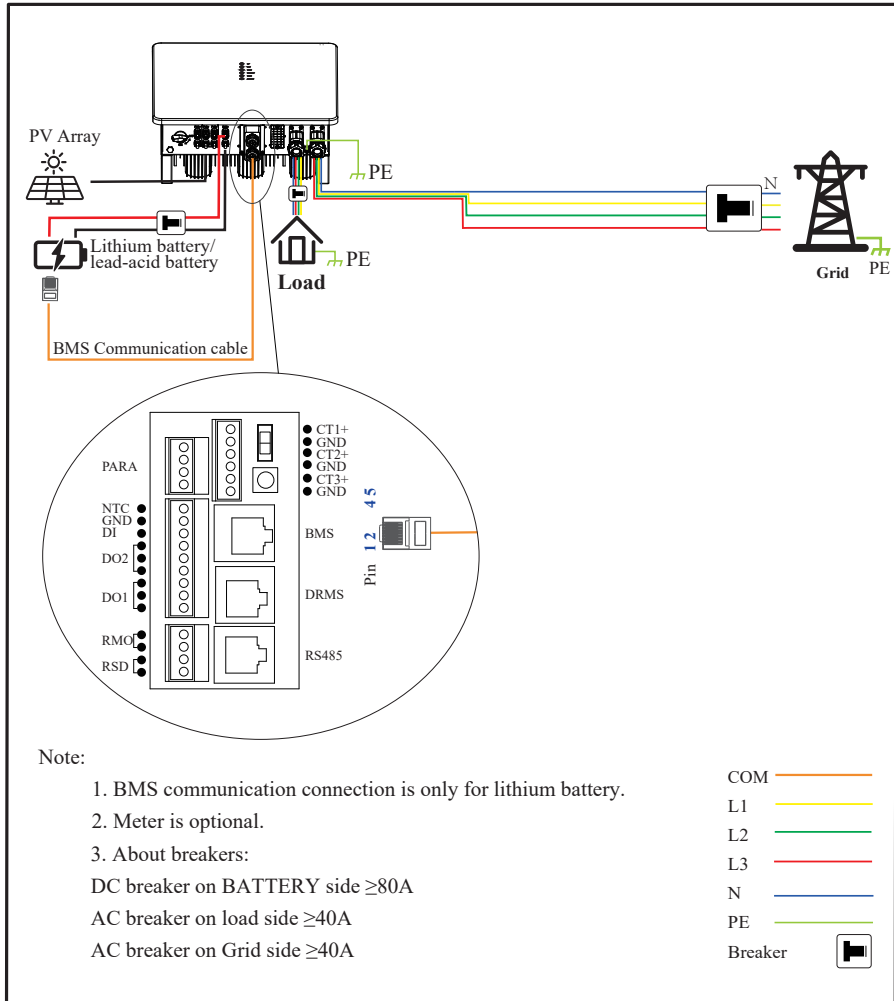 PV Array
PE
N
Lithium battery/
lead-acid battery
PE
Load
PE
Grid
BMS Communication cable
CT1+
GND
CT2+
GND
CT3+
GND
PARA
NTC
GND
DI
DO2
DO1
RMO
RSD
BMS
DRMS
RS485
Pin 1 2 4 5
Note:
1. BMS communication connection is only for lithium battery.
2. Meter is optional.
3. About breakers:
DC breaker on BATTERY side ≥80A
AC breaker on load side ≥40A
AC breaker on Grid side ≥40A
COM
L1
L2
L3
N
PE
Breaker